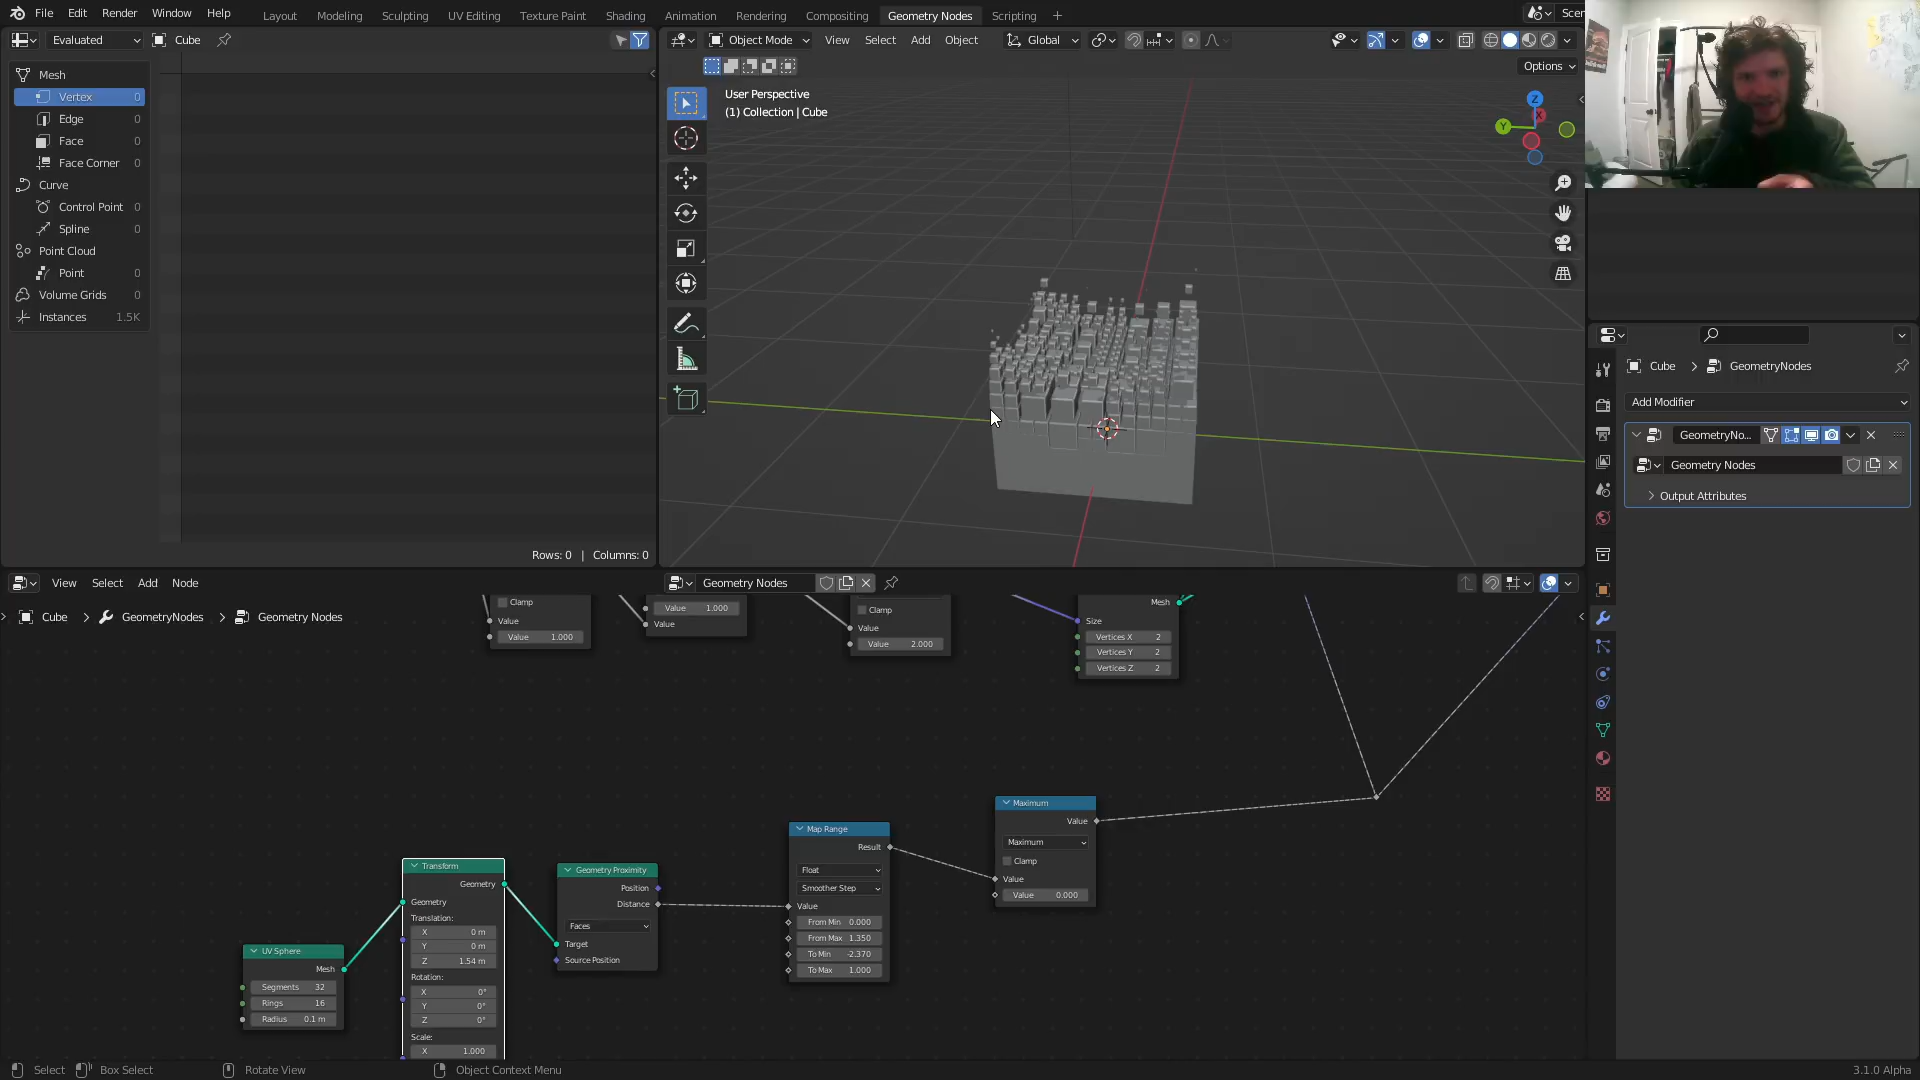 File Edit Render Window Help
Layout Modeling Sculpting UV Editing Texture Paint Shading Animation Rendering Compositing Geometry Nodes Scripting +
Scen
Evaluated Cube
Mesh
Vertex 0
Edge 0
Face 0
Face Corner 0
Curve
Control Point 0
Spline 0
Point Cloud
Point 0
Volume Grids 0
Instances 1.5K
Rows: 0 | Columns: 0
Object Mode View Select Add Object Global
Options
User Perspective
(1) Collection | Cube
Z
X
Y
Cube GeometryNodes
Add Modifier
GeometryNo...
Geometry Nodes
Output Attributes
View Select Add Node
Geometry Nodes
Cube GeometryNodes Geometry Nodes
Clamp
Value
Value 1.000
Value 1.000
Value
Clamp
Value
Value 2.000
Mesh
Size
Vertices X 2
Vertices Y 2
Vertices Z 2
UV Sphere
Mesh
Segments 32
Rings 16
Radius 0.1 m
Transform
Geometry
Geometry
Translation:
X 0 m
Y 0 m
Z 1.54 m
Rotation:
X 0°
Y 0°
Z 0°
Scale:
X 1.000
Geometry Proximity
Position
Distance
Faces
Target
Source Position
Map Range
Result
Float
Smoother Step
Value
From Min 0.000
From Max 1.350
To Min -2.370
To Max 1.000
Maximum
Value
Maximum
Clamp
Value
Value 0.000
Select Box Select Rotate View Object Context Menu
3.1.0 Alpha